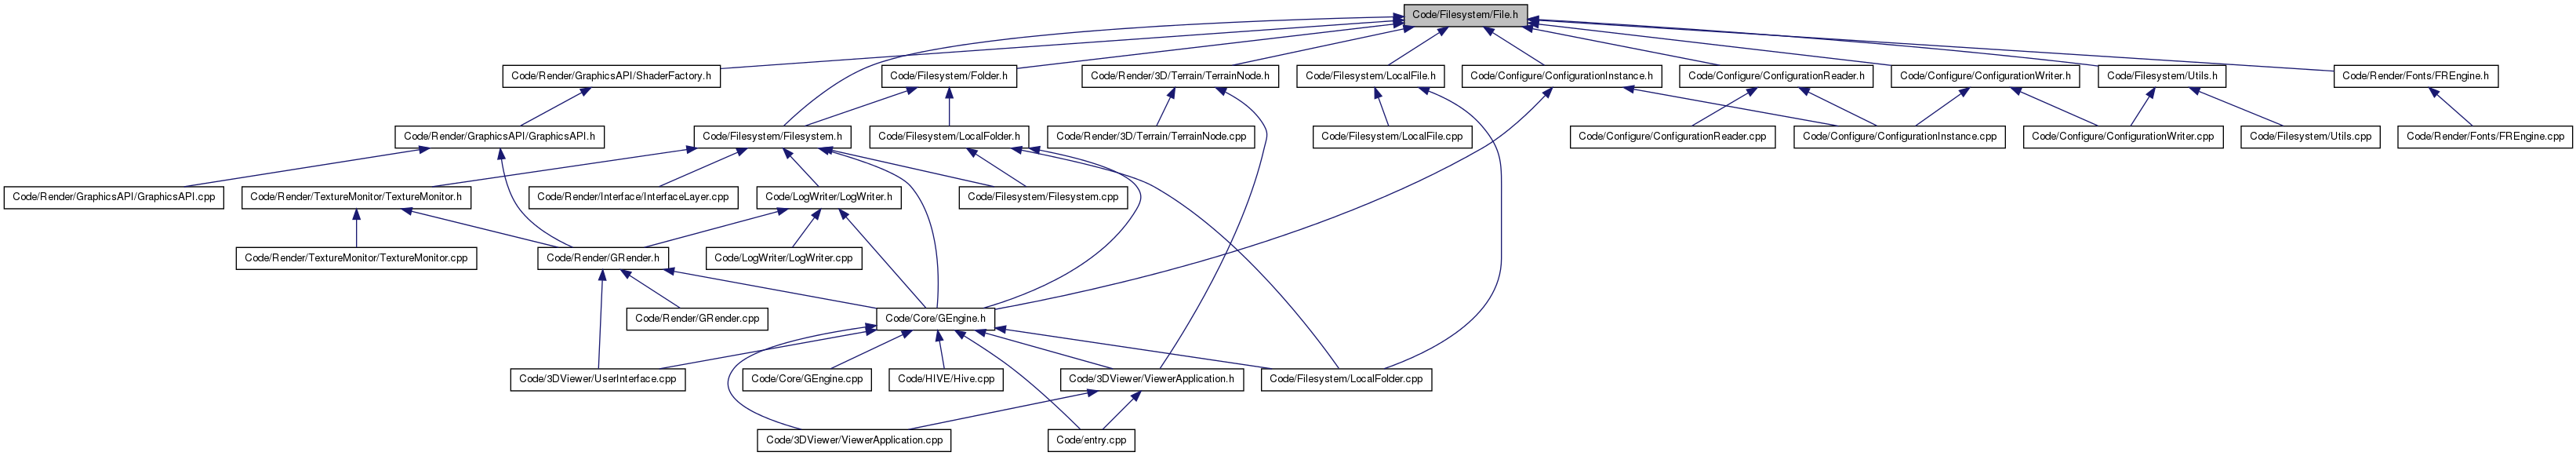 Code/Filesystem/File.h
Code/Render/GraphicsAPI/ShaderFactory.h
Code/Filesystem/Folder.h
Code/Render/3D/Terrain/TerrainNode.h
Code/Filesystem/LocalFile.h
Code/Configure/ConfigurationInstance.h
Code/Configure/ConfigurationReader.h
Code/Configure/ConfigurationWriter.h
Code/Filesystem/Utils.h
Code/Render/Fonts/FREngine.h
Code/Render/GraphicsAPI/GraphicsAPI.h
Code/Filesystem/Filesystem.h
Code/Filesystem/LocalFolder.h
Code/Render/3D/Terrain/TerrainNode.cpp
Code/Filesystem/LocalFile.cpp
Code/Configure/ConfigurationReader.cpp
Code/Configure/ConfigurationInstance.cpp
Code/Configure/ConfigurationWriter.cpp
Code/Filesystem/Utils.cpp
Code/Render/Fonts/FREngine.cpp
Code/Render/GraphicsAPI/GraphicsAPI.cpp
Code/Render/TextureMonitor/TextureMonitor.h
Code/Render/Interface/InterfaceLayer.cpp
Code/LogWriter/LogWriter.h
Code/Filesystem/Filesystem.cpp
Code/Render/TextureMonitor/TextureMonitor.cpp
Code/Render/GRender.h
Code/LogWriter/LogWriter.cpp
Code/Render/GRender.cpp
Code/Core/GEngine.h
Code/3DViewer/UserInterface.cpp
Code/Core/GEngine.cpp
Code/HIVE/Hive.cpp
Code/3DViewer/ViewerApplication.h
Code/Filesystem/LocalFolder.cpp
Code/3DViewer/ViewerApplication.cpp
Code/entry.cpp